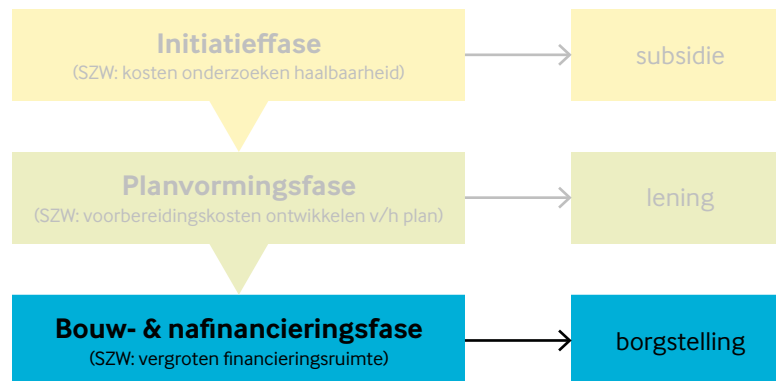 Initiatieffase
(SZW: kosten onderzoeken haalbaarheid)
subsidie
Planvormingsfase
(SZW: voorbereidingskosten ontwikkelen v/h plan)
lening
Bouw- & nafinancieringsfase
(SZW: vergroten financieringsruimte)
borgstelling